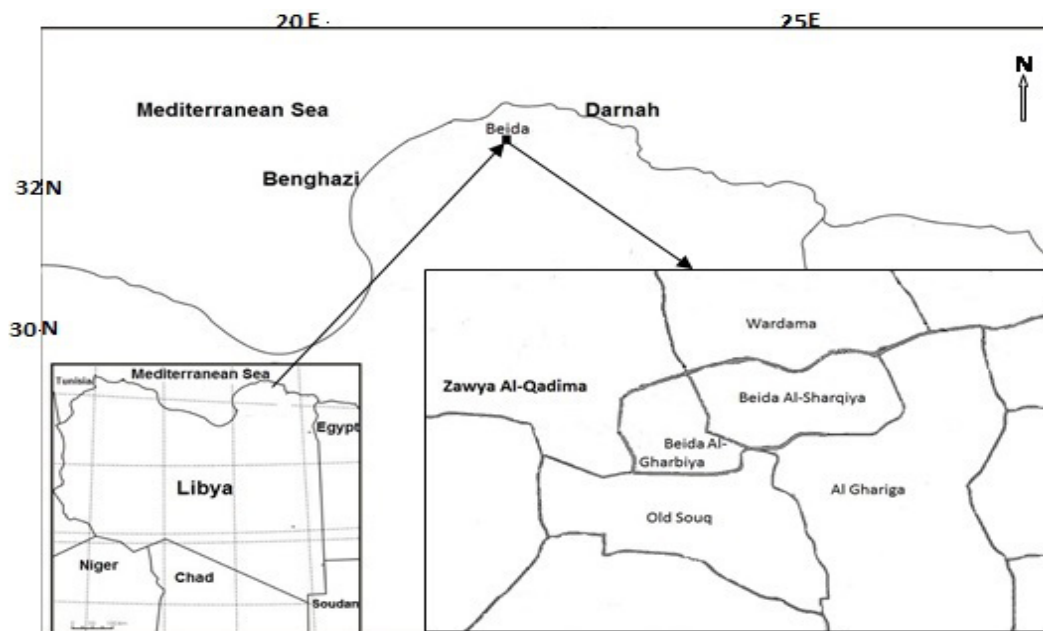 20 E
25E
N
Mediterranean Sea
Darnah
Beida
Benghazi
32N
30 N
Wardama
Zawya Al-Qadima
Beida Al-Sharqiya
Beida Al-
Gharbiya
Al Ghariga
Old Souq
Mediterranean Sea
Tunisia
Egypt
Libya
Niger
Chad
Soudan